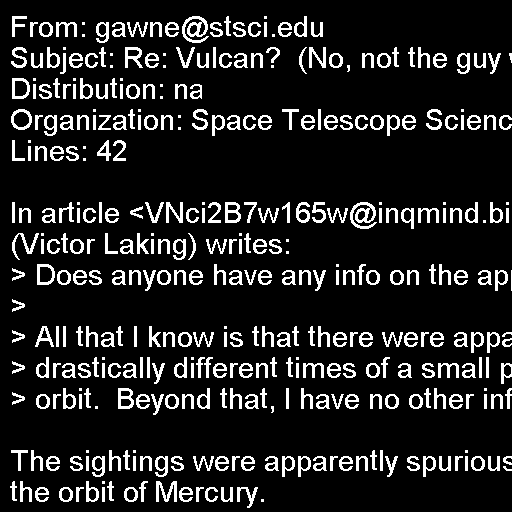 From: gawne@stsci.edu
Subject: Re: Vulcan?  (No, not the guy
Distribution: na
Organization: Space Telescope Scienc
Lines: 42

In article <VNci2B7w165w@inqmind.bi
(Victor Laking) writes:
> Does anyone have any info on the app
>
> All that I know is that there were appa
> drastically different times of a small p
> orbit.  Beyond that, I have no other inf

The sightings were apparently spurious
the orbit of Mercury.